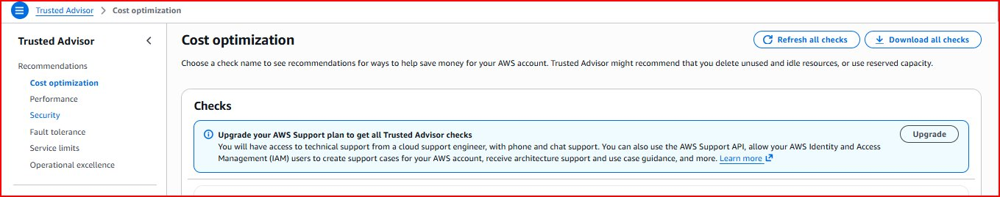 Trusted Advisor > Cost optimization
Trusted Advisor
Recommendations
Cost optimization
Performance
Security
Fault tolerance
Service limits
Operational excellence
Cost optimization
Refresh all checks
Download all checks
Choose a check name to see recommendations for ways to help save money for your AWS account. Trusted Advisor might recommend that you delete unused and idle resources, or use reserved capacity.
Checks
Upgrade your AWS Support plan to get all Trusted Advisor checks
You will have access to technical support from a cloud support engineer, with phone and chat support. You can also use the AWS Support API, allow your AWS Identity and Access
Management (IAM) users to create support cases for your AWS account, receive architecture support and use case guidance, and more. Learn more
Upgrade